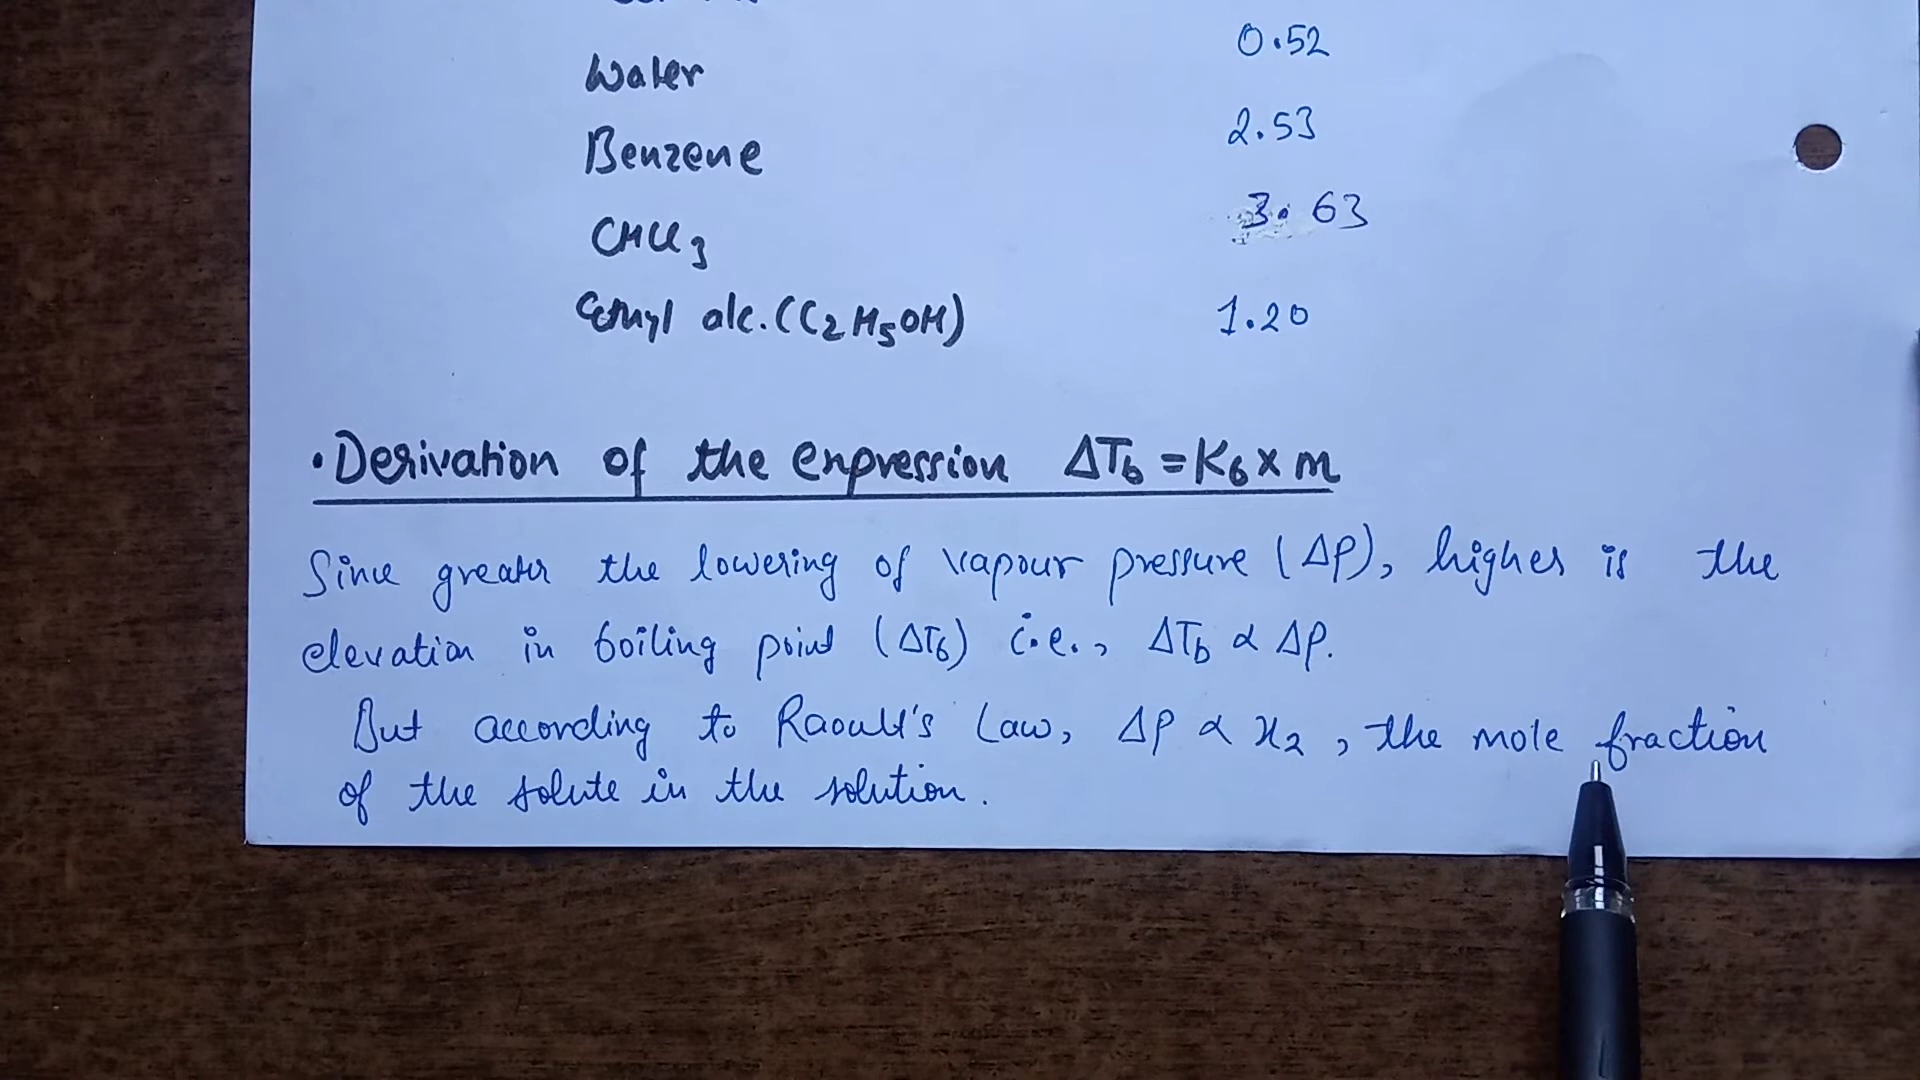 Water 0.52
Benzene 2.53
CHCl3 3.63
Ethyl alc. (C2H5OH) 1.20
• Derivation of the expression ΔTb = Kb x m
Since greater the lowering of vapour pressure (ΔP), higher is the
elevation in boiling point (ΔTb) i.e., ΔTb α ΔP.
But according to Raoult's Law, ΔP α x2, the mole fraction
of the solute in the solution.